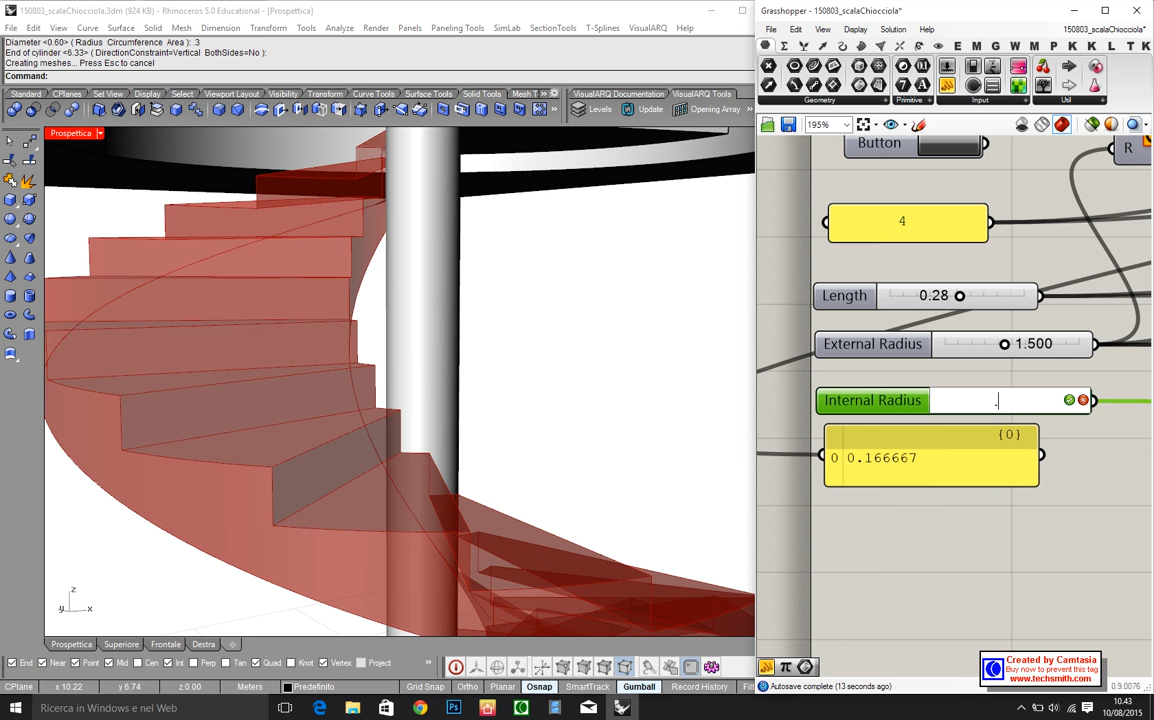 150803_scalaChiocciola.3dm (924 KB) - Rhinoceros 5.0 Educational - [Prospettica]
File Edit View Curve Surface Solid Mesh Dimension Transform Tools Analyze Render Panels Paneling Tools SimLab SectionTools T-Splines VisualARQ Help
Diameter <0.60> ( Radius Circumference Area ): .3
End of cylinder <6.33> ( DirectionConstraint=Vertical BothSides=No ):
Creating meshes... Press Esc to cancel
Command:
Standard CPlanes Set View Display Select Viewport Layout Visibility Transform Curve Tools Surface Tools Solid Tools Mesh T VisualARQ Documentation VisualARQ Tools
Levels Update Opening Array
Prospettica
z
y x
Prospettica Superiore Frontale Destra
End Near Point Mid Cen Int Perp Tan Quad Knot Vertex Project
CPlane x 10.22 y 6.74 z 0.00 Meters Predefinito Grid Snap Ortho Planar Osnap SmartTrack Gumball Record History Filt
Grasshopper - 150803_scalaChiocciola*
File Edit View Display Solution Help 150803_scalaChiocciola*
E M G W M P K K L T
Geometry Primitive Input Util
195%
Button
R
4
Length 0.28
External Radius 1.500
Internal Radius .
{0}
0 0.166667
Created by Camtasia
Buy now to prevent this tag
www.techsmith.com
Autosave complete (13 seconds ago) 0.9.0076
Ricerca in Windows e nel Web
10.43
10/08/2015